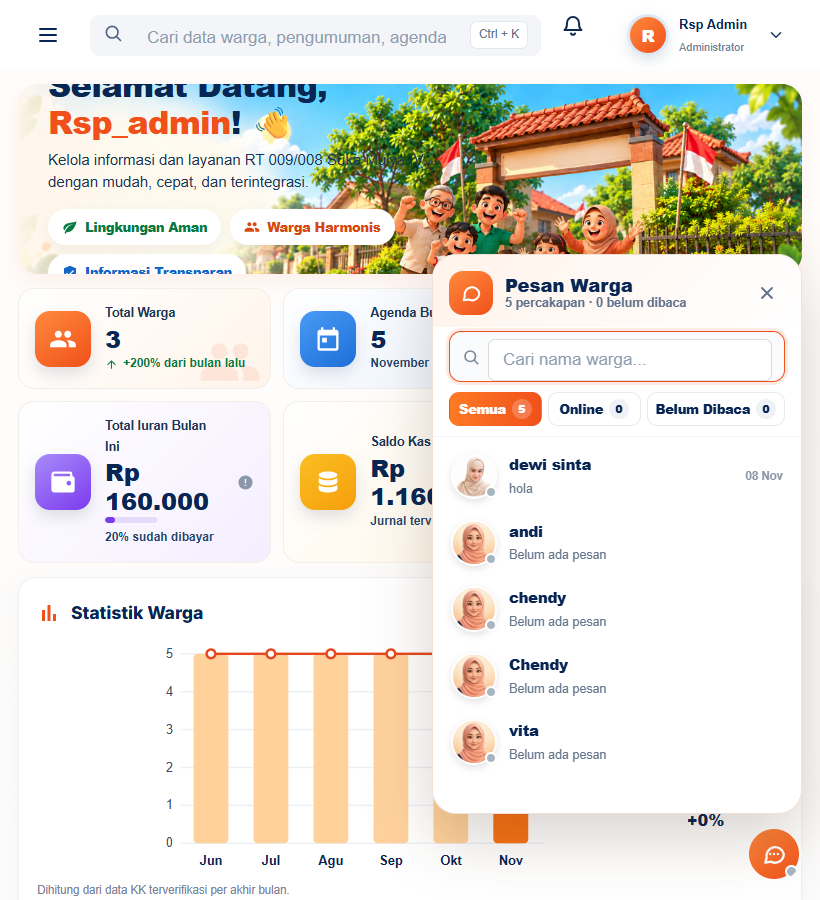 Cari data warga, pengumuman, agenda
Ctrl + K
R
Rsp Admin
Administrator
Selamat Datang,
Rsp_admin! 👋
Kelola informasi dan layanan RT 009/008 Suka Mulya
dengan mudah, cepat, dan terintegrasi.
Lingkungan Aman
Warga Harmonis
Informasi Transparan
Total Warga
3
+200% dari bulan lalu
Agenda Bu
5
November
Total Iuran Bulan
Ini
Rp
160.000
20% sudah dibayar
Saldo Kas
Rp
1.160
Jurnal terv
Statistik Warga
5
4
3
2
1
0
Jun
Jul
Agu
Sep
Okt
Nov
+0%
Dihitung dari data KK terverifikasi per akhir bulan.
Pesan Warga
5 percakapan · 0 belum dibaca
Cari nama warga...
Semua 5
Online 0
Belum Dibaca 0
dewi sinta
hola
08 Nov
andi
Belum ada pesan
chendy
Belum ada pesan
Chendy
Belum ada pesan
vita
Belum ada pesan